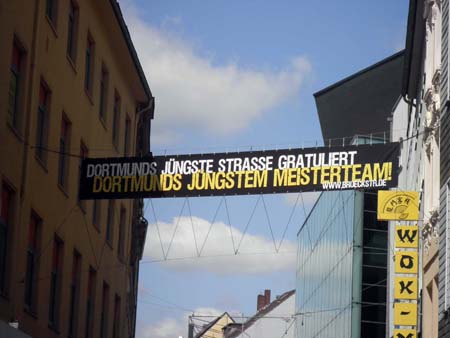 DORTMUNDS JÜNGSTE STRASSE GRATULIERT
DORTMUNDS JÜNGSTEM MEISTERTEAM!
WWW.BRUECKSTR.DE
WOK-